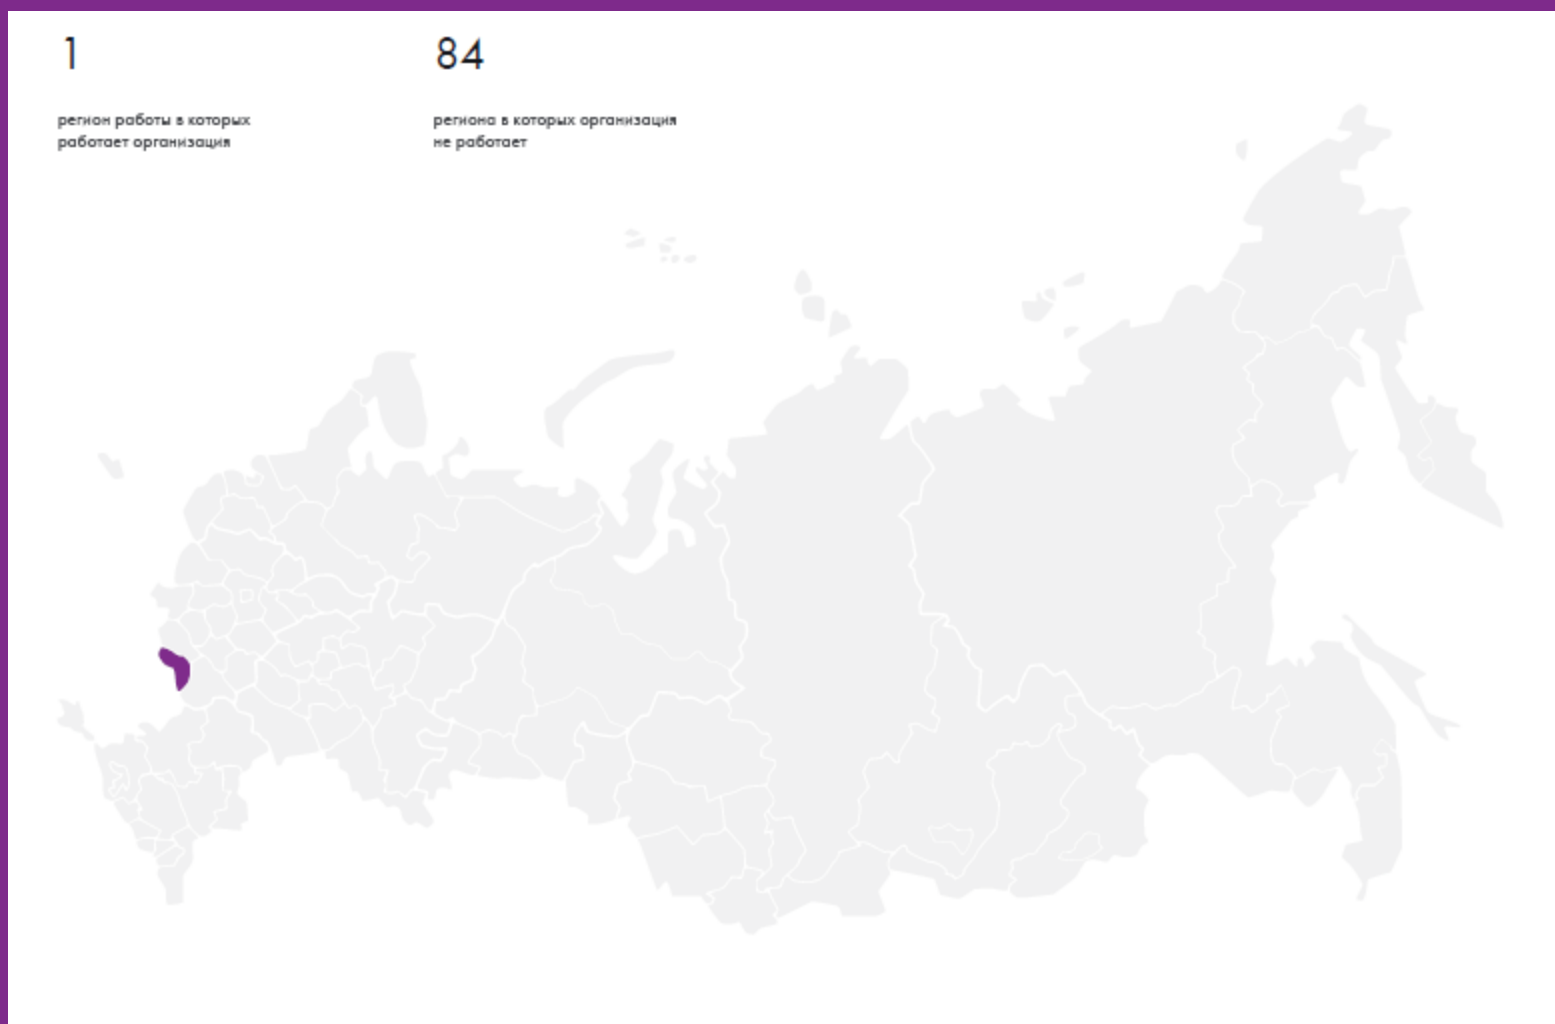 1
регион работы в которых
работает организация
84
региона в которых организация
не работает